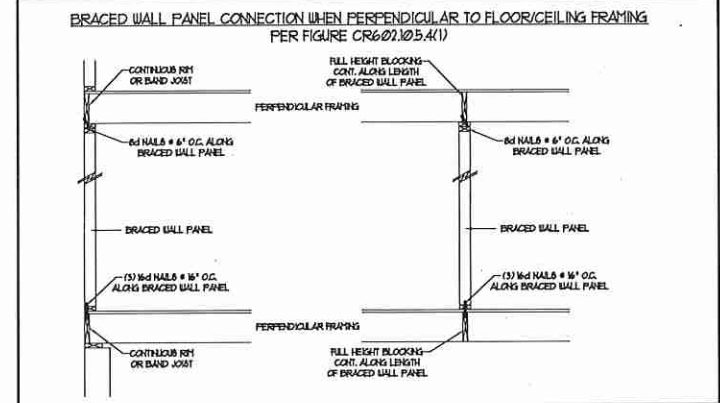 BRACED WALL PANEL CONNECTION WHEN PERPENDICULAR TO FLOOR/CEILING FRAMING
PER FIGURE CR602.10.5.4(1)
CONTINUOUS RIM
OR BAND JOIST
FULL HEIGHT BLOCKING
CONT. ALONG LENGTH
OF BRACED WALL PANEL
PERPENDICULAR FRAMING
8d NAILS @ 6" O.C. ALONG
BRACED WALL PANEL
8d NAILS @ 6" O.C. ALONG
BRACED WALL PANEL
BRACED WALL PANEL
BRACED WALL PANEL
(3) 16d NAILS @ 16" O.C.
ALONG BRACED WALL PANEL
(3) 16d NAILS @ 16" O.C.
ALONG BRACED WALL PANEL
PERPENDICULAR FRAMING
CONTINUOUS RIM
OR BAND JOIST
FULL HEIGHT BLOCKING
CONT. ALONG LENGTH
OF BRACED WALL PANEL